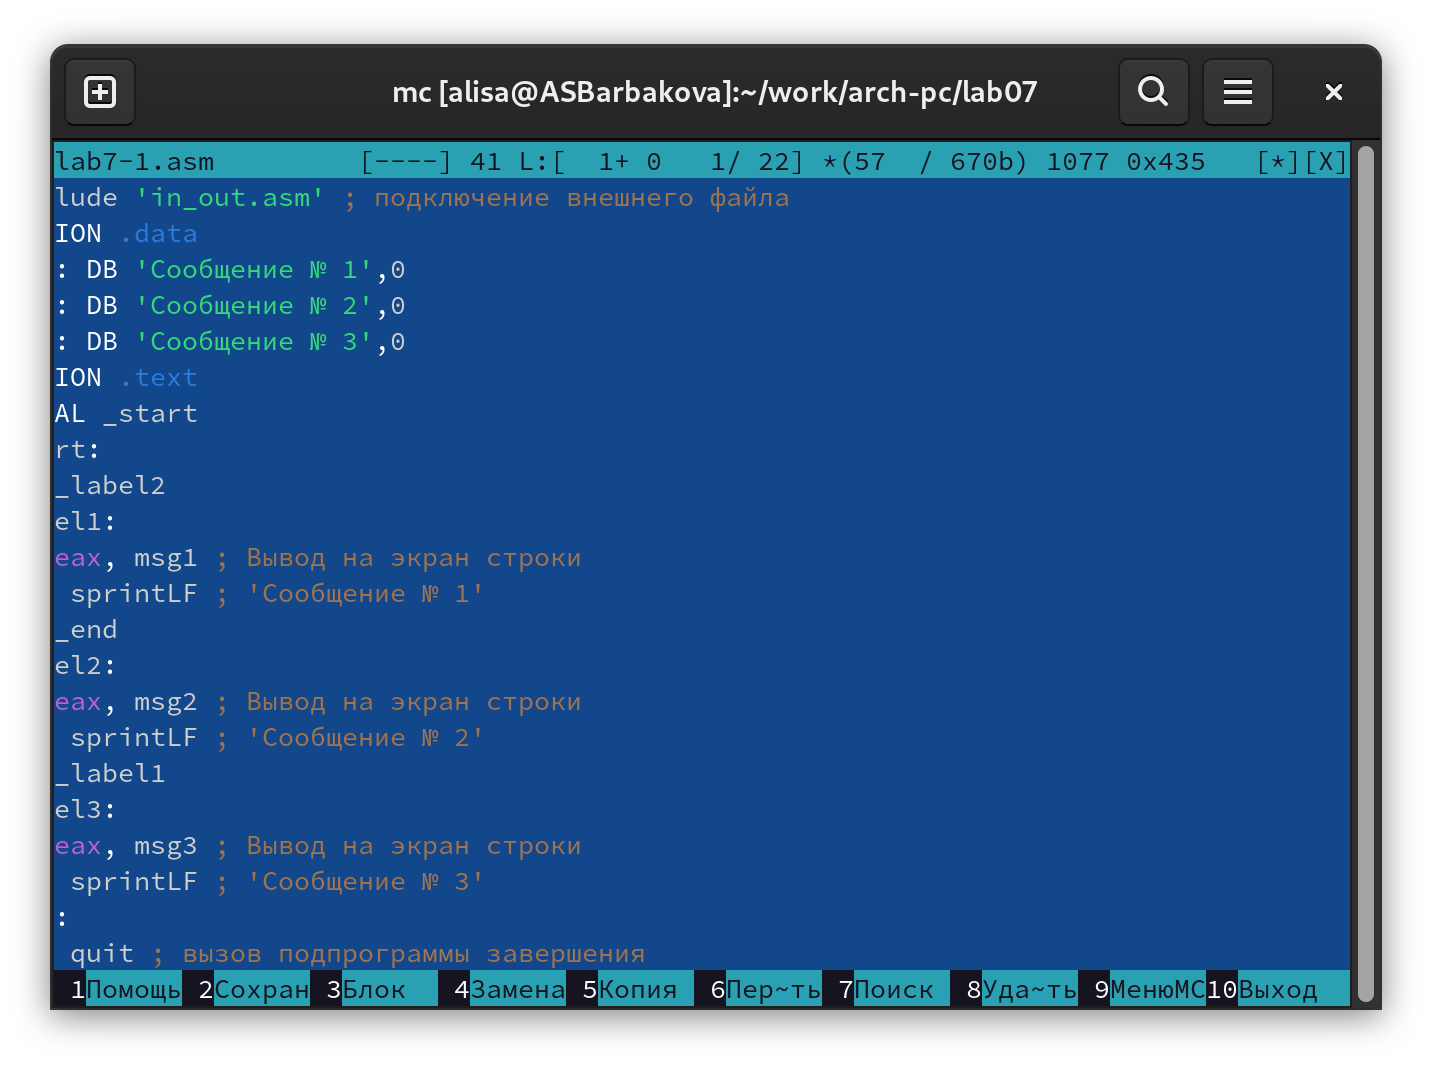 mc [alisa@ASBarbakova]:~/work/arch-pc/lab07
lab7-1.asm [----] 41 L:[  1+ 0   1/ 22] *(57  / 670b) 1077 0x435 [*][X]
lude 'in_out.asm' ; подключение внешнего файла
ION .data
: DB 'Сообщение № 1',0
: DB 'Сообщение № 2',0
: DB 'Сообщение № 3',0
ION .text
AL _start
rt:
_label2
el1:
eax, msg1 ; Вывод на экран строки
sprintLF ; 'Сообщение № 1'
_end
el2:
eax, msg2 ; Вывод на экран строки
sprintLF ; 'Сообщение № 2'
_label1
el3:
eax, msg3 ; Вывод на экран строки
sprintLF ; 'Сообщение № 3'
:
quit ; вызов подпрограммы завершения
1Помощь 2Сохран 3Блок 4Замена 5Копия 6Пер~ть 7Поиск 8Уда~ть 9МенюMC10Выход